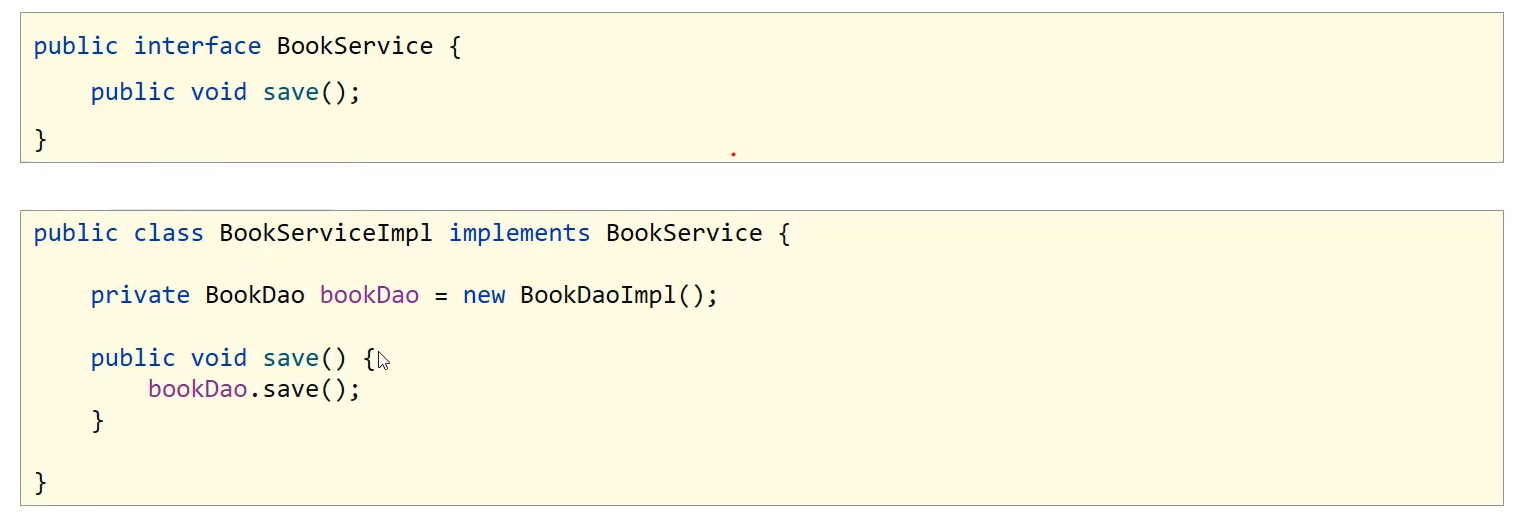 public interface BookService {
public void save();
}
public class BookServiceImpl implements BookService {
private BookDao bookDao = new BookDaoImpl();
public void save() {
bookDao.save();
}
}